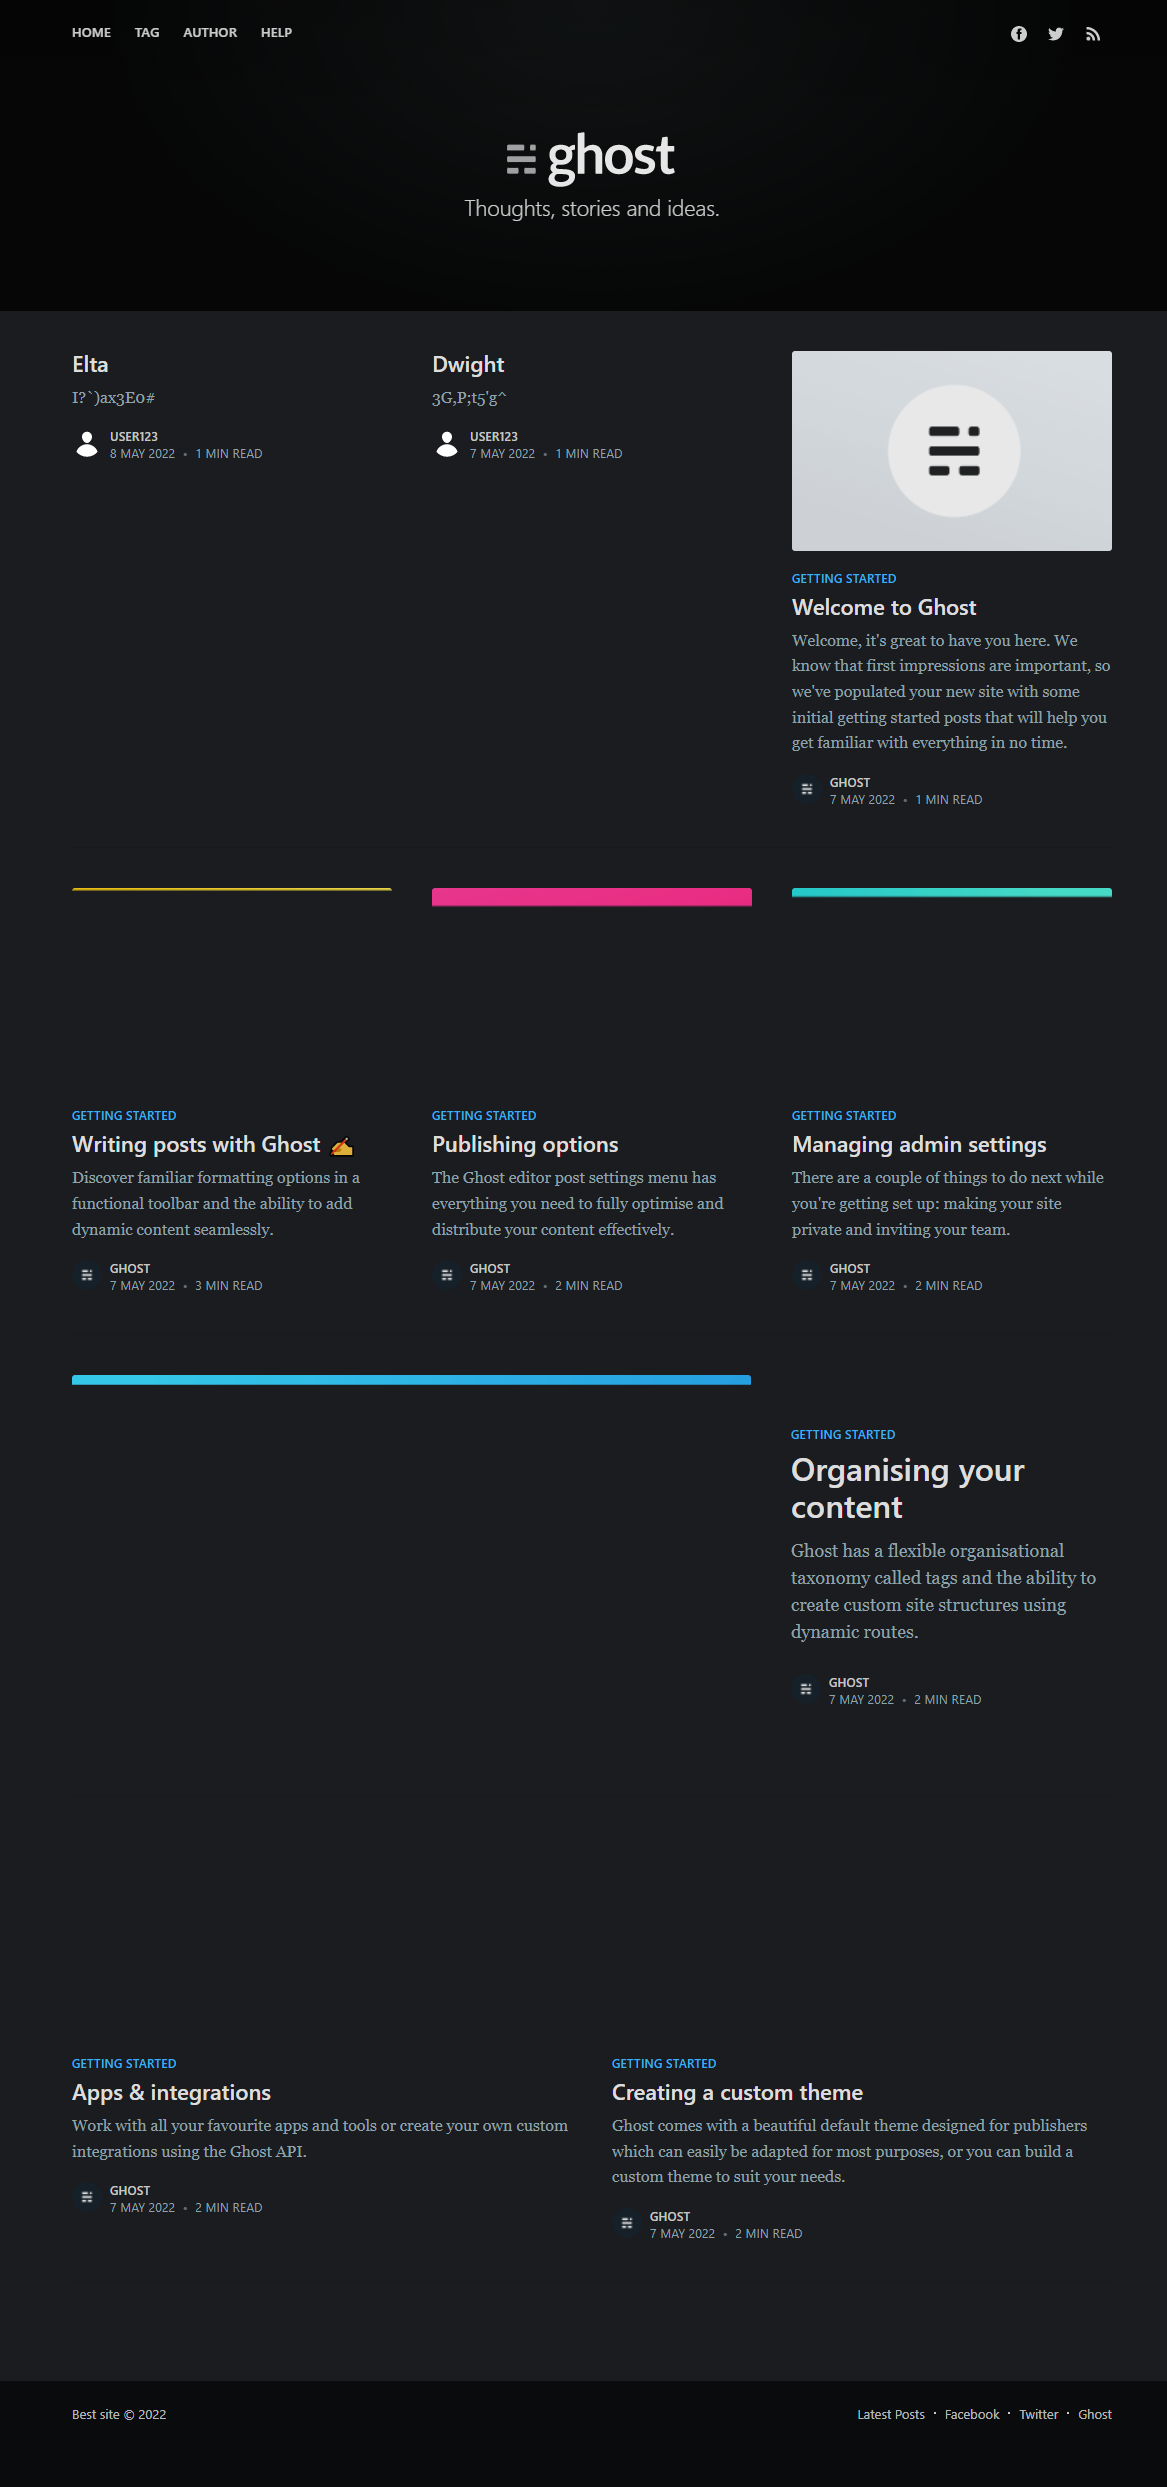 HOME TAG AUTHOR HELP
ghost
Thoughts, stories and ideas.
Elta
I?`)ax3E0#
USER123
8 MAY 2022 • 1 MIN READ
Dwight
3G,P;t5'g^
USER123
7 MAY 2022 • 1 MIN READ
GETTING STARTED
Welcome to Ghost
Welcome, it's great to have you here. We
know that first impressions are important, so
we've populated your new site with some
initial getting started posts that will help you
get familiar with everything in no time.
GHOST
7 MAY 2022 • 1 MIN READ
GETTING STARTED
Writing posts with Ghost ✍️
Discover familiar formatting options in a
functional toolbar and the ability to add
dynamic content seamlessly.
GHOST
7 MAY 2022 • 3 MIN READ
GETTING STARTED
Publishing options
The Ghost editor post settings menu has
everything you need to fully optimise and
distribute your content effectively.
GHOST
7 MAY 2022 • 2 MIN READ
GETTING STARTED
Managing admin settings
There are a couple of things to do next while
you're getting set up: making your site
private and inviting your team.
GHOST
7 MAY 2022 • 2 MIN READ
GETTING STARTED
Organising your
content
Ghost has a flexible organisational
taxonomy called tags and the ability to
create custom site structures using
dynamic routes.
GHOST
7 MAY 2022 • 2 MIN READ
GETTING STARTED
Apps & integrations
Work with all your favourite apps and tools or create your own custom
integrations using the Ghost API.
GHOST
7 MAY 2022 • 2 MIN READ
GETTING STARTED
Creating a custom theme
Ghost comes with a beautiful default theme designed for publishers
which can easily be adapted for most purposes, or you can build a
custom theme to suit your needs.
GHOST
7 MAY 2022 • 2 MIN READ
Best site © 2022
Latest Posts • Facebook • Twitter • Ghost